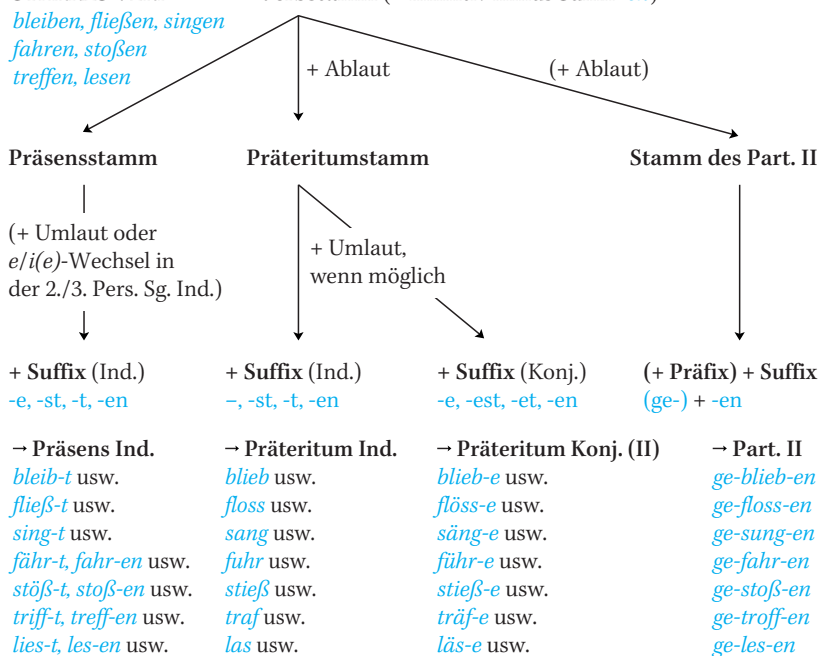 bleiben, fließen, singen
fahren, stoßen
treffen, lesen
+ Ablaut
(+ Ablaut)
Präsensstamm
Präteritumstamm
Stamm des Part. II
(+ Umlaut oder
e/i(e)-Wechsel in
der 2./3. Pers. Sg. Ind.)
+ Umlaut,
wenn möglich
+ Suffix (Ind.)
-e, -st, -t, -en
+ Suffix (Ind.)
–, -st, -t, -en
+ Suffix (Konj.)
-e, -est, -et, -en
(+ Präfix) + Suffix
(ge-) + -en
→ Präsens Ind.
bleib-t usw.
fließ-t usw.
sing-t usw.
fähr-t, fahr-en usw.
stöß-t, stoß-en usw.
triff-t, treff-en usw.
lies-t, les-en usw.
→ Präteritum Ind.
blieb usw.
floss usw.
sang usw.
fuhr usw.
stieß usw.
traf usw.
las usw.
→ Präteritum Konj. (II)
blieb-e usw.
flöss-e usw.
säng-e usw.
führ-e usw.
stieß-e usw.
träf-e usw.
läs-e usw.
→ Part. II
ge-blieb-en
ge-floss-en
ge-sung-en
ge-fahr-en
ge-stoß-en
ge-troff-en
ge-les-en